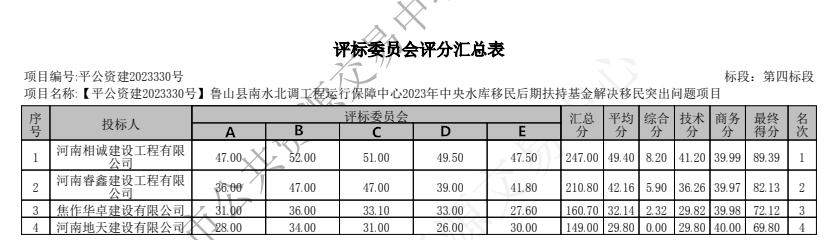 评标委员会评分汇总表
项目编号:平公资建2023330号 标段: 第四标段
项目名称:【平公资建2023330号】鲁山县南水北调工程运行保障中心2023年中央水库移民后期扶持基金解决移民突出问题项目
序号 投标人 评标委员会 汇总分 平均分 综合分 技术分 商务分 最终得分 名次
A B C D E
1 河南相诚建设工程有限公司 47.00 52.00 51.00 49.50 47.50 247.00 49.40 8.20 41.20 39.99 89.39 1
2 河南睿鑫建设工程有限公司 36.00 47.00 47.00 39.00 41.80 210.80 42.16 5.90 36.26 39.97 82.13 2
3 焦作华卓建设有限公司 31.00 36.00 33.10 33.00 27.60 160.70 32.14 2.32 29.82 39.98 72.12 3
4 河南地天建设有限公司 28.00 34.00 31.00 26.00 30.00 149.00 29.80 0.00 29.80 40.00 69.80 4